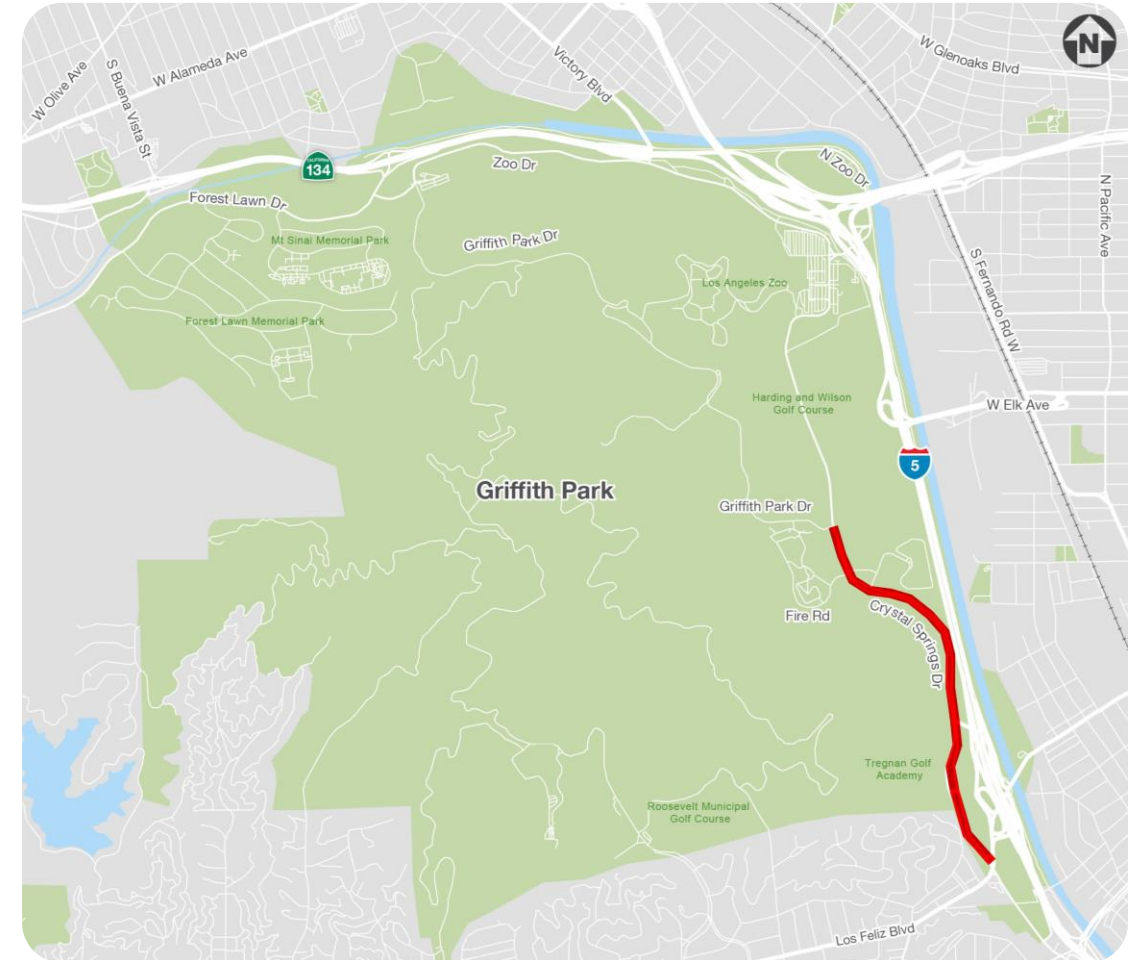 N
W Glenoaks Blvd
Victory Blvd
W Alameda Ave
S Buena Vista St
W Olive Ave
CALIFORNIA
134
Zoo Dr
N Zoo Dr
N Pacific Ave
Forest Lawn Dr
Mt Sinai Memorial Park
Griffith Park Dr
Los Angeles Zoo
S Fernando Rd W
Forest Lawn Memorial Park
Harding and Wilson
Golf Course
W Elk Ave
5
Griffith Park
Griffith Park Dr
Fire Rd
Crystal Springs Dr
Tregnan Golf
Academy
Roosevelt Municipal
Golf Course
Los Feliz Blvd